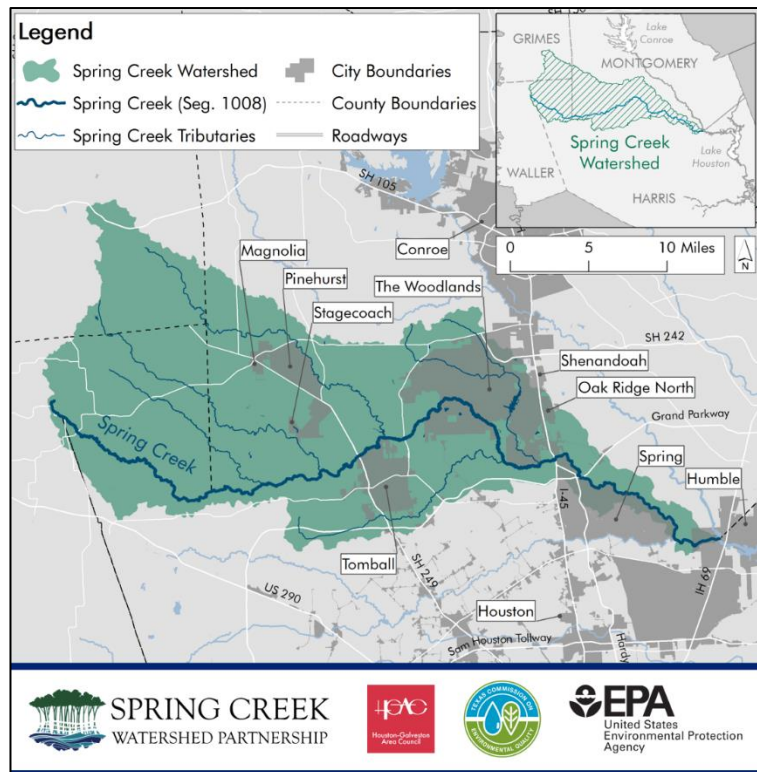 Legend
Spring Creek Watershed
Spring Creek (Seg. 1008)
Spring Creek Tributaries
City Boundaries
County Boundaries
Roadways
GRIMES
Lake
Conroe
MONTGOMERY
Spring Creek
Watershed
Lake
Houston
WALLER
HARRIS
0 5 10 Miles
N
SH 105
Conroe
Magnolia
Pinehurst
Stagecoach
The Woodlands
SH 242
Shenandoah
Oak Ridge North
Grand Parkway
Spring Creek
Spring
Humble
I-45
Tomball
SH 249
IH 69
US 290
Houston
Sam Houston Tollway
Hardy
SPRING CREEK
WATERSHED PARTNERSHIP
Houston-Galveston
Area Council
TEXAS COMMISSION
ON ENVIRONMENTAL QUALITY
EPA
United States
Environmental Protection
Agency